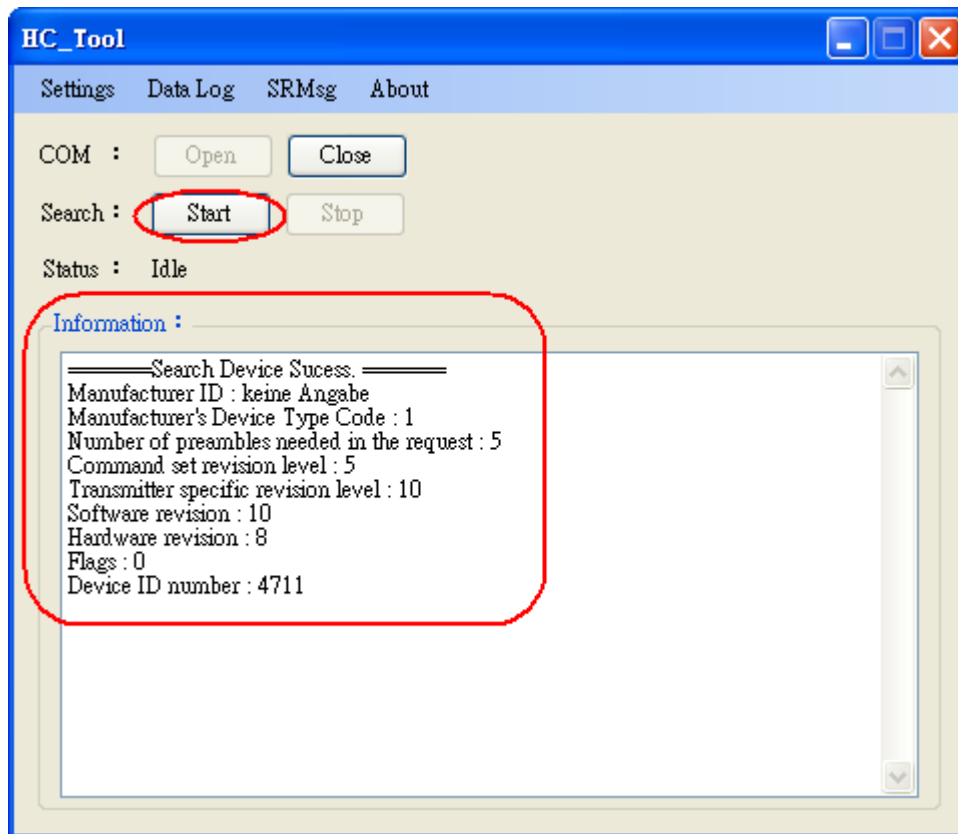 HC_Tool
Settings Data Log SRMsg About
COM : Open Close
Search : Start Stop
Status : Idle
Information :
═════Search Device Sucess. ═════
Manufacturer ID : keine Angabe
Manufacturer's Device Type Code : 1
Number of preambles needed in the request : 5
Command set revision level : 5
Transmitter specific revision level : 10
Software revision : 10
Hardware revision : 8
Flags : 0
Device ID number : 4711